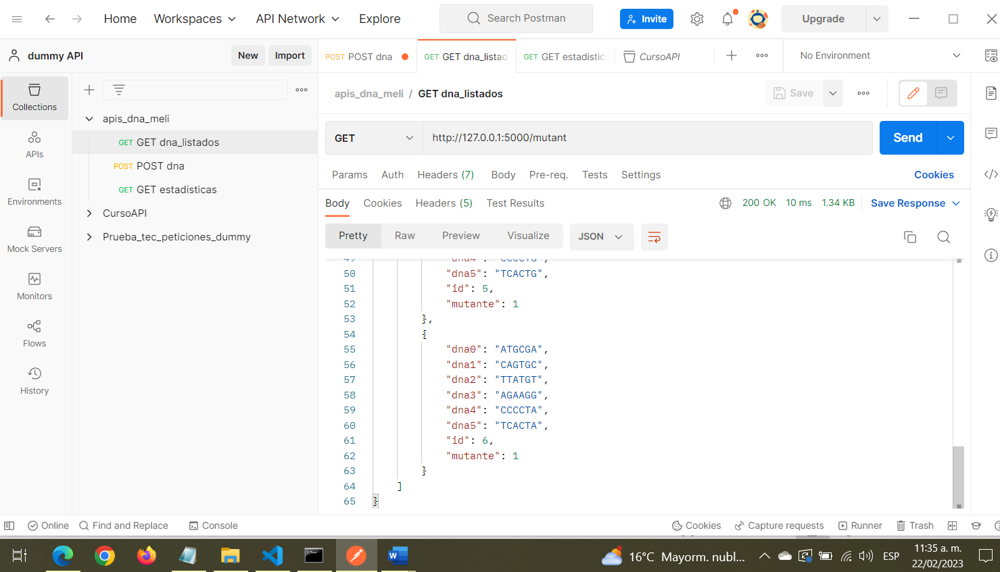 Home Workspaces API Network Explore Search Postman Invite Upgrade
dummy API New Import POST POST dna GET GET dna_listad GET GET estadistic CursoAPI No Environment
Collections
APIs
Environments
Mock Servers
Monitors
Flows
History
apis_dna_meli
GET GET dna_listados
POST POST dna
GET GET estadisticas
CursoAPI
Prueba_tec_peticiones_dummy
apis_dna_meli / GET dna_listados Save
GET http://127.0.0.1:5000/mutant Send
Params Auth Headers (7) Body Pre-req. Tests Settings Cookies
Body Cookies Headers (5) Test Results 200 OK 10 ms 1.34 KB Save Response
Pretty Raw Preview Visualize JSON
49 "dna4": "CCCCTG",
50 "dna5": "TCACTG",
51 "id": 5,
52 "mutante": 1
53 },
54 {
55 "dna0": "ATGCGA",
56 "dna1": "CAGTGC",
57 "dna2": "TTATGT",
58 "dna3": "AGAAGG",
59 "dna4": "CCCCTA",
60 "dna5": "TCACTA",
61 "id": 6,
62 "mutante": 1
63 }
64 ]
65 }
Online Find and Replace Console Cookies Capture requests Runner Trash
16°C Mayorm. nubl... ESP 11:35 a. m.
22/02/2023